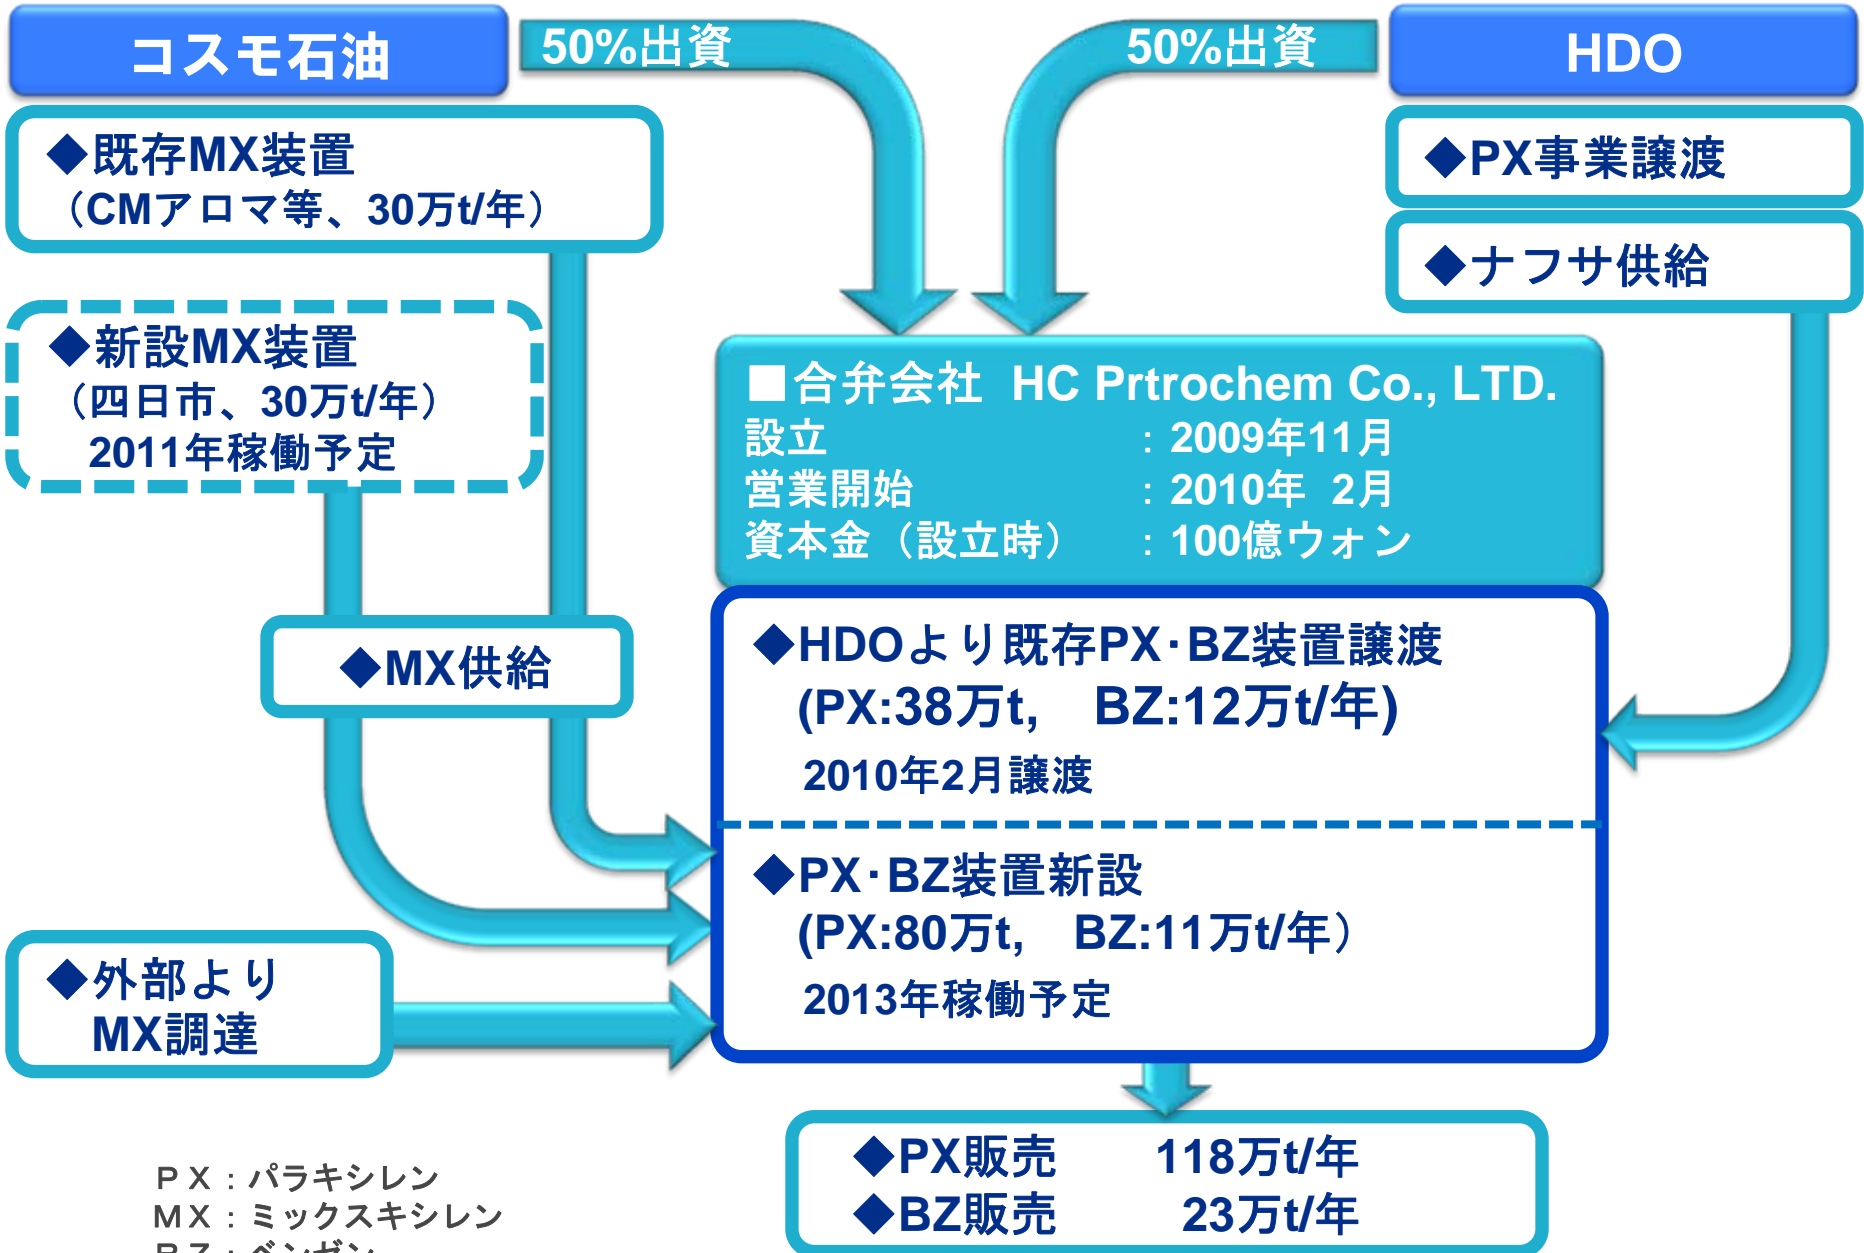 コスモ石油
50%出資
50%出資
HDO
◆既存MX装置
（CMアロマ等、30万t/年）
◆PX事業譲渡
◆ナフサ供給
◆新設MX装置
（四日市、30万t/年）
2011年稼働予定
■合弁会社 HC Prtrochem Co., LTD.
設立 ：2009年11月
営業開始 ：2010年 2月
資本金（設立時） ：100億ウォン
◆MX供給
◆HDOより既存PX･BZ装置譲渡
(PX:38万t, BZ:12万t/年)
2010年2月譲渡
◆PX･BZ装置新設
(PX:80万t, BZ:11万t/年）
2013年稼働予定
◆外部より
MX調達
◆PX販売 118万t/年
◆BZ販売 23万t/年
ＰＸ：パラキシレン
ＭＸ：ミックスキシレン
ＢＺ：ベンゼン